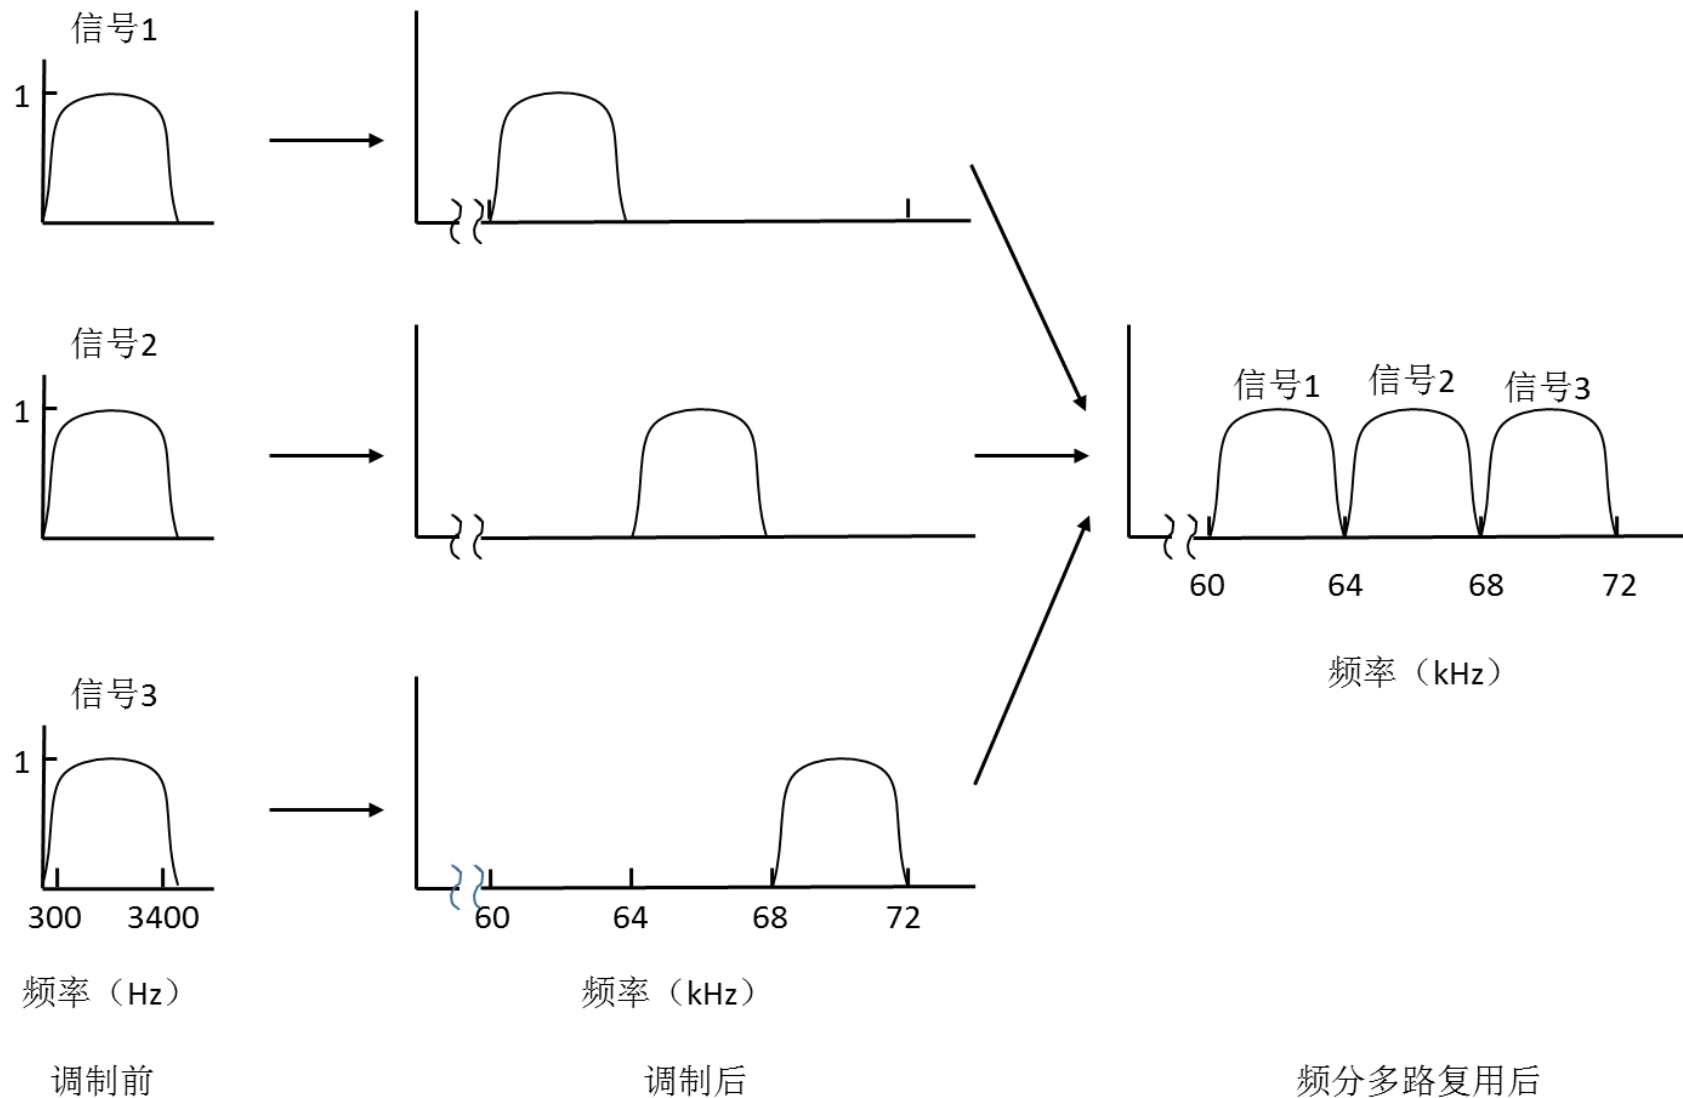 信号1
1
信号2
1
信号1 信号2 信号3
60 64 68 72
频率（kHz）
信号3
1
300 3400
60 64 68 72
频率（Hz）
频率（kHz）
调制前
调制后
频分多路复用后